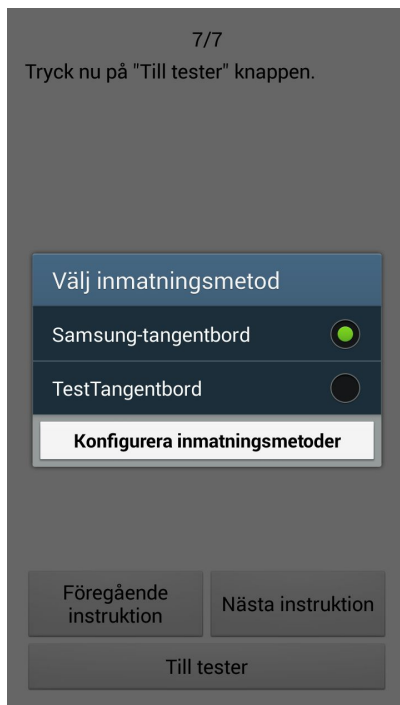 7/7
Tryck nu på "Till tester" knappen.
Välj inmatningsmetod
Samsung-tangentbord
TestTangentbord
Konfigurera inmatningsmetoder
Föregående
instruktion
Nästa instruktion
Till tester